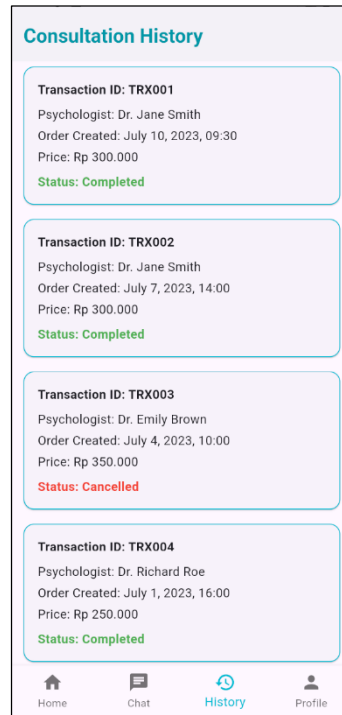 Consultation History
Transaction ID: TRX001
Psychologist: Dr. Jane Smith
Order Created: July 10, 2023, 09:30
Price: Rp 300.000
Status: Completed
Transaction ID: TRX002
Psychologist: Dr. Jane Smith
Order Created: July 7, 2023, 14:00
Price: Rp 300.000
Status: Completed
Transaction ID: TRX003
Psychologist: Dr. Emily Brown
Order Created: July 4, 2023, 10:00
Price: Rp 350.000
Status: Cancelled
Transaction ID: TRX004
Psychologist: Dr. Richard Roe
Order Created: July 1, 2023, 16:00
Price: Rp 250.000
Status: Completed
Home Chat History Profile